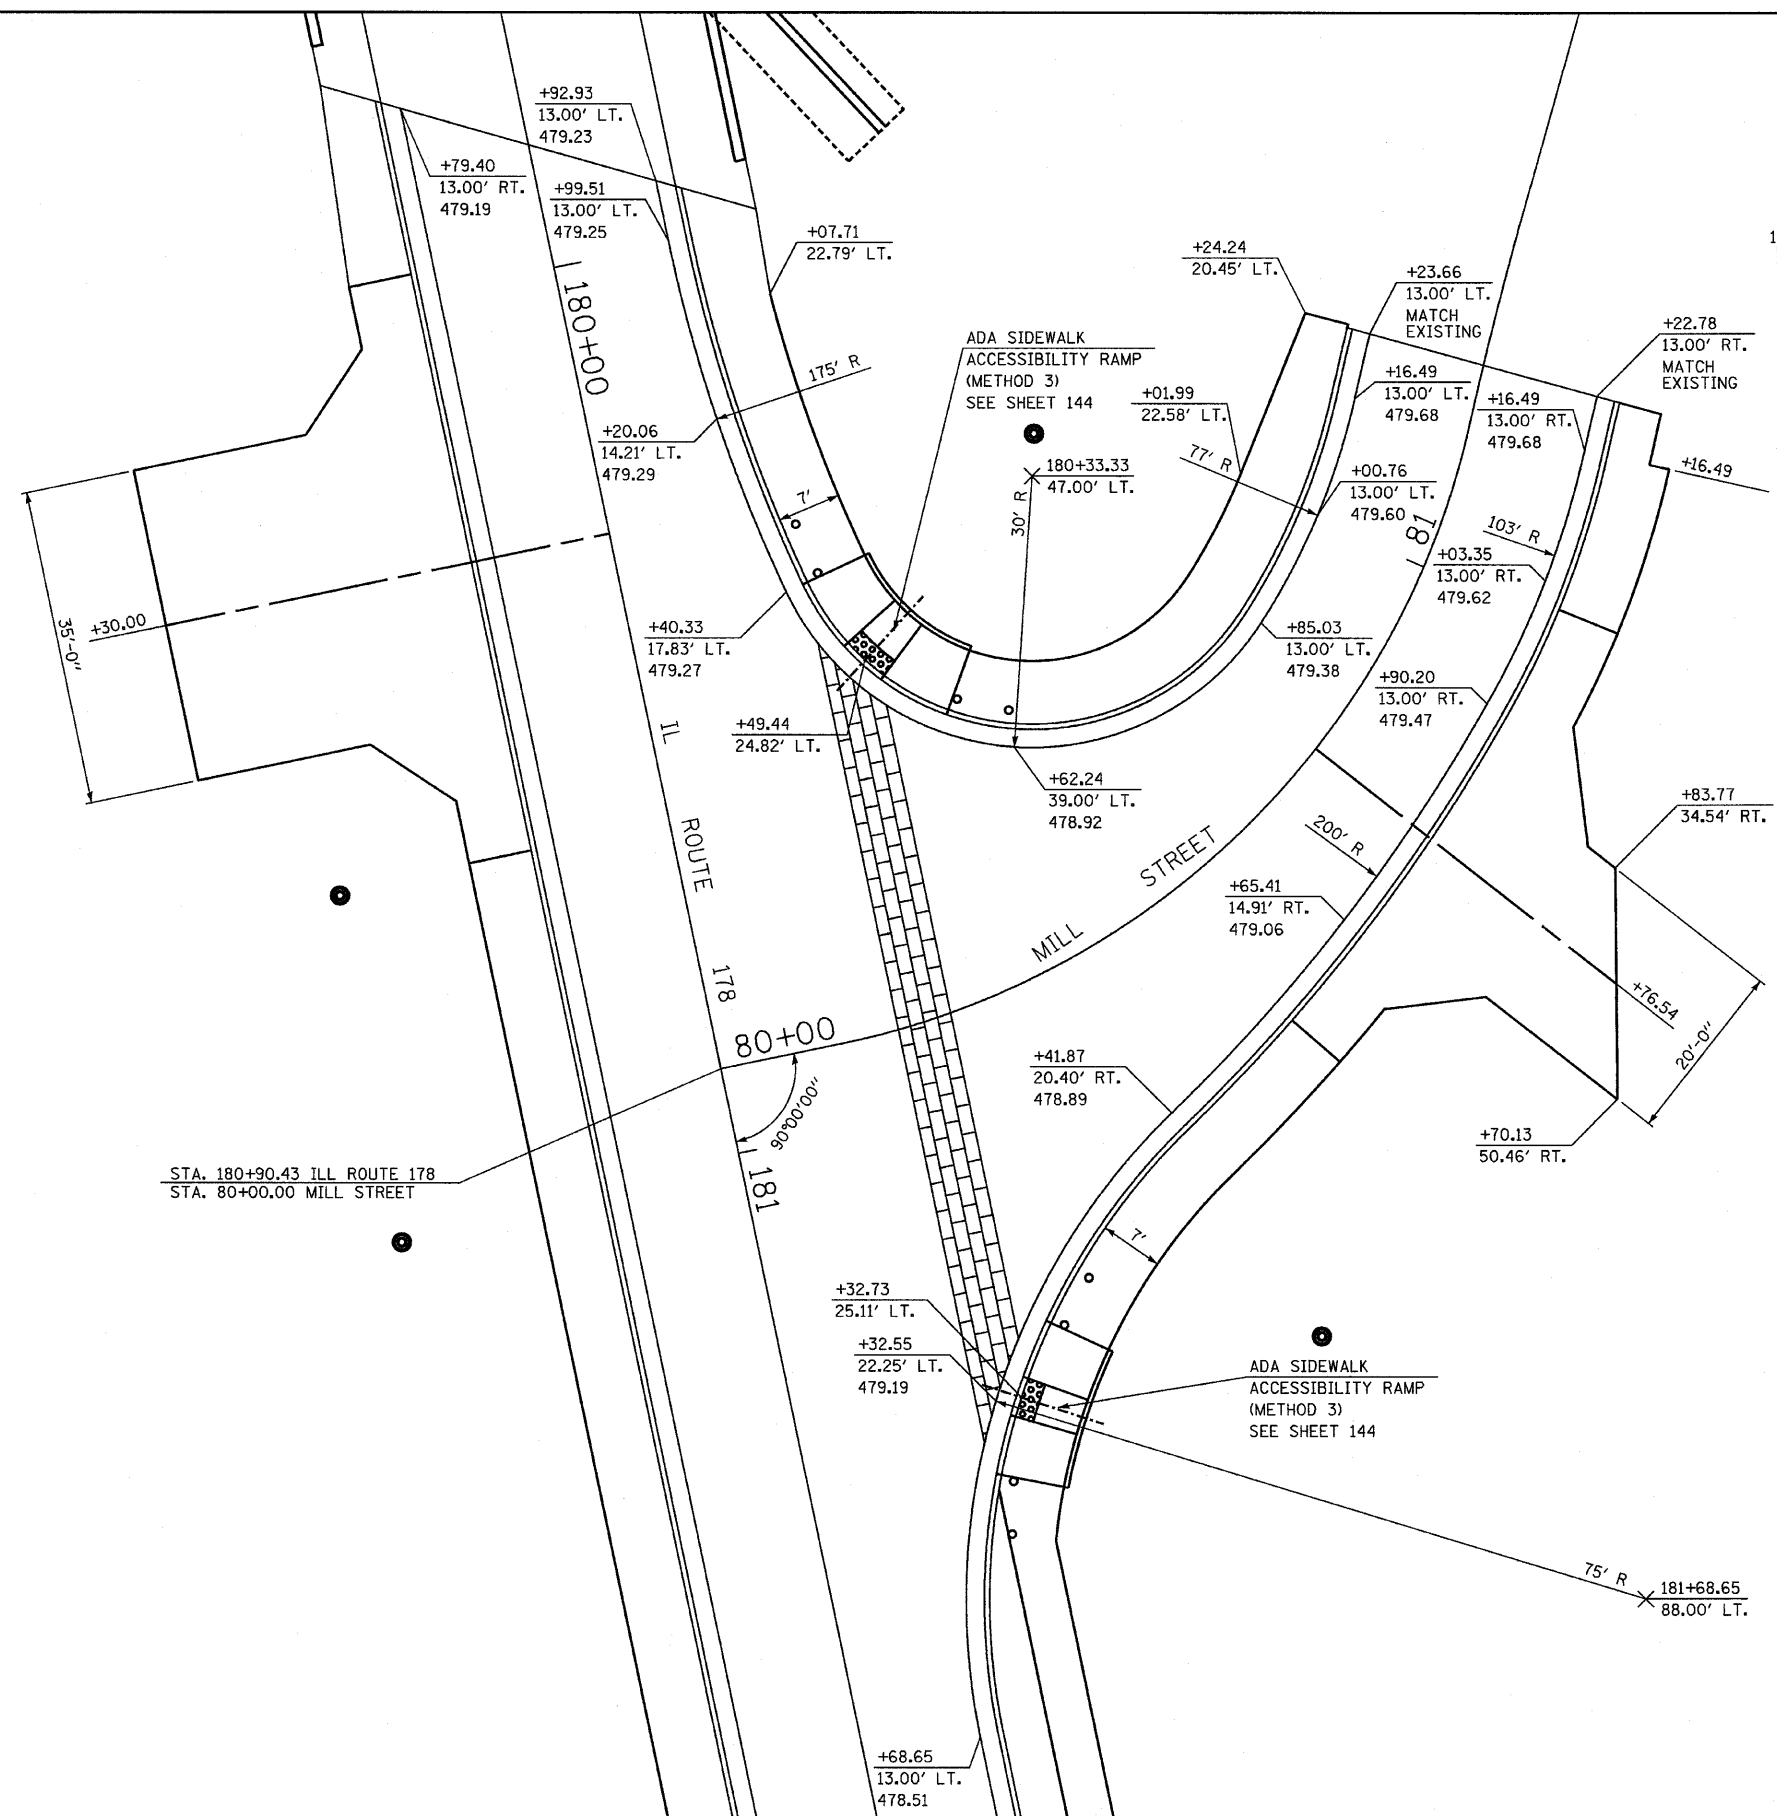 +92.93
13.00' LT.
479.23
+79.40
13.00' RT.
479.19
+99.51
13.00' LT.
479.25
+07.71
22.79' LT.
180+00
175' R
+20.06
14.21' LT.
479.29
7'
ADA SIDEWALK
ACCESSIBILITY RAMP
(METHOD 3)
SEE SHEET 144
180+33.33
47.00' LT.
30' R
+24.24
20.45' LT.
+23.66
13.00' LT.
MATCH
EXISTING
+22.78
13.00' RT.
MATCH
EXISTING
1
+01.99
22.58' LT.
77' R
+16.49
13.00' LT.
479.68
+16.49
13.00' RT.
479.68
+16.49
+00.76
13.00' LT.
479.60
81
103' R
+03.35
13.00' RT.
479.62
35'-0"
+30.00
+40.33
17.83' LT.
479.27
+49.44
24.82' LT.
+85.03
13.00' LT.
479.38
+90.20
13.00' RT.
479.47
+62.24
39.00' LT.
478.92
IL ROUTE 178
MILL STREET
200' R
+83.77
34.54' RT.
+65.41
14.91' RT.
479.06
+76.54
20'-0"
80+00
90°00'00"
+41.87
20.40' RT.
478.89
+70.13
50.46' RT.
STA. 180+90.43 ILL ROUTE 178
STA. 80+00.00 MILL STREET
181
7'
+32.73
25.11' LT.
+32.55
22.25' LT.
479.19
ADA SIDEWALK
ACCESSIBILITY RAMP
(METHOD 3)
SEE SHEET 144
75' R
181+68.65
88.00' LT.
+68.65
13.00' LT.
478.51